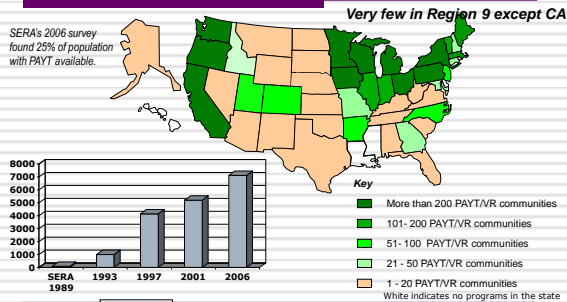 Very few in Region 9 except CA
SERA's 2006 survey
found 25% of population
with PAYT available.
8000
7000
6000
5000
4000
3000
2000
1000
0
SERA 1993 1997 2001 2006
1989
Key
More than 200 PAYT/VR communities
101- 200 PAYT/VR communities
51- 100 PAYT/VR communities
21 - 50 PAYT/VR communities
1 - 20 PAYT/VR communities
White indicates no programs in the state